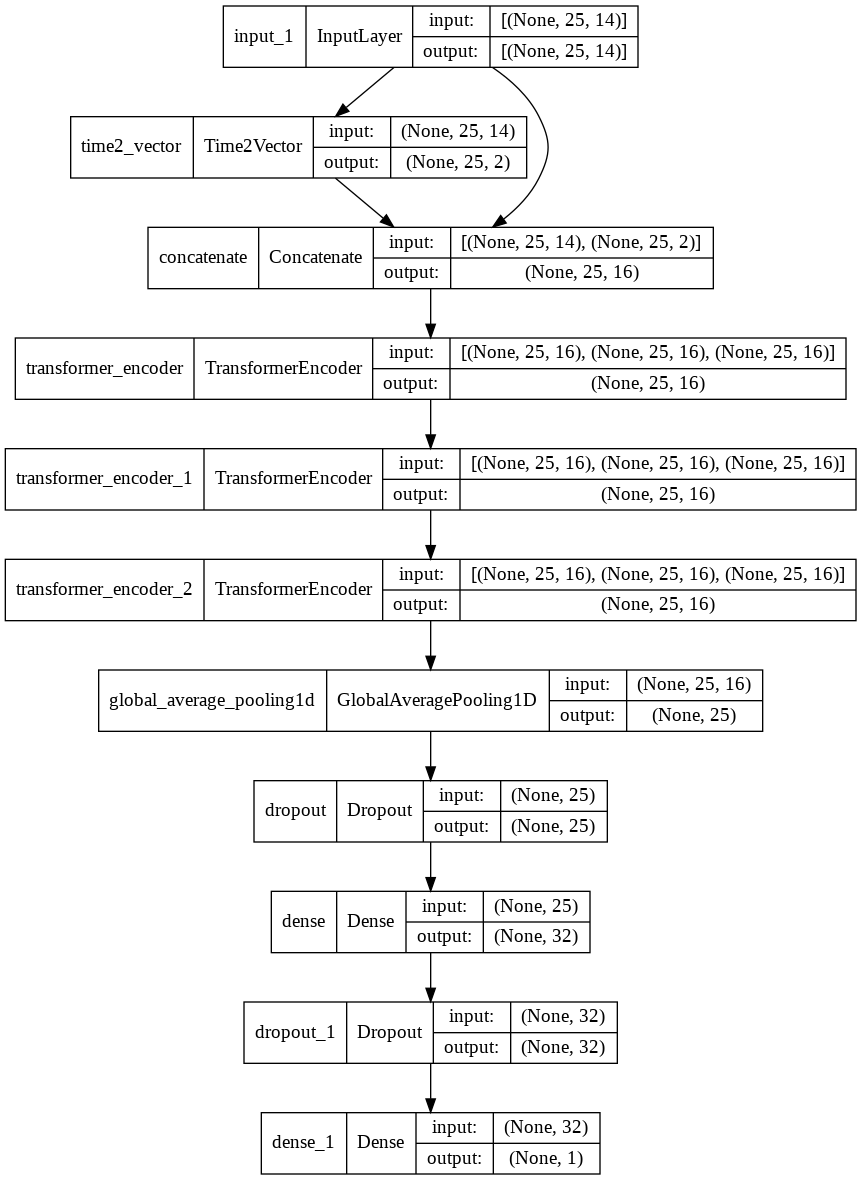 input_1 InputLayer input: [(None, 25, 14)]
output: [(None, 25, 14)]
time2_vector Time2Vector input: (None, 25, 14)
output: (None, 25, 2)
concatenate Concatenate input: [(None, 25, 14), (None, 25, 2)]
output: (None, 25, 16)
transformer_encoder TransformerEncoder input: [(None, 25, 16), (None, 25, 16), (None, 25, 16)]
output: (None, 25, 16)
transformer_encoder_1 TransformerEncoder input: [(None, 25, 16), (None, 25, 16), (None, 25, 16)]
output: (None, 25, 16)
transformer_encoder_2 TransformerEncoder input: [(None, 25, 16), (None, 25, 16), (None, 25, 16)]
output: (None, 25, 16)
global_average_pooling1d GlobalAveragePooling1D input: (None, 25, 16)
output: (None, 25)
dropout Dropout input: (None, 25)
output: (None, 25)
dense Dense input: (None, 25)
output: (None, 32)
dropout_1 Dropout input: (None, 32)
output: (None, 32)
dense_1 Dense input: (None, 32)
output: (None, 1)